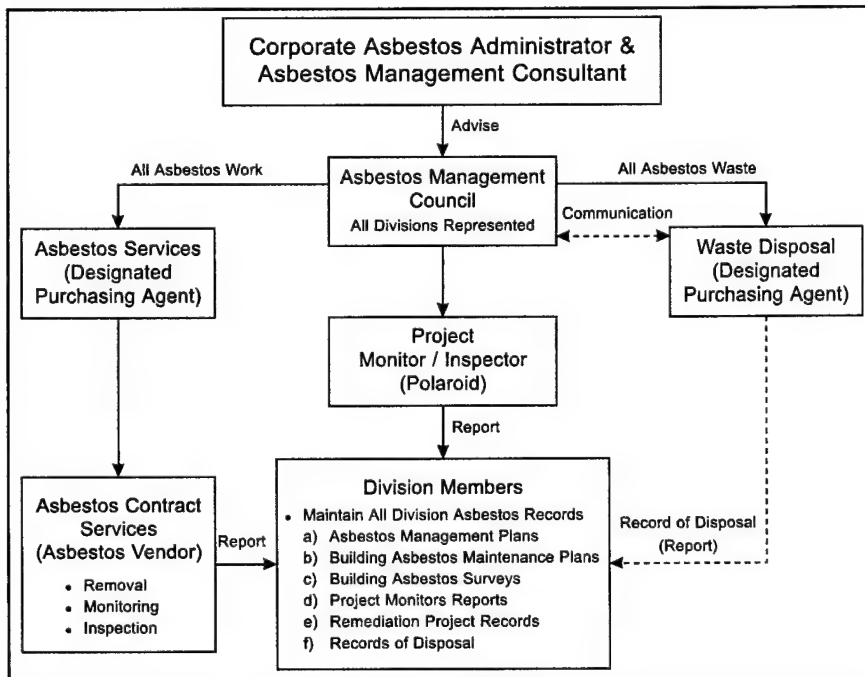 Corporate Asbestos Administrator &
Asbestos Management Consultant
Advise
All Asbestos Work
Asbestos Management
Council
All Divisions Represented
All Asbestos Waste
Communication
Asbestos Services
(Designated
Purchasing Agent)
Waste Disposal
(Designated
Purchasing Agent)
Project
Monitor / Inspector
(Polaroid)
Report
Asbestos Contract
Services
(Asbestos Vendor)
• Removal
• Monitoring
• Inspection
Report
Division Members
• Maintain All Division Asbestos Records
a) Asbestos Management Plans
b) Building Asbestos Maintenance Plans
c) Building Asbestos Surveys
d) Project Monitors Reports
e) Remediation Project Records
f) Records of Disposal
Record of Disposal
(Report)